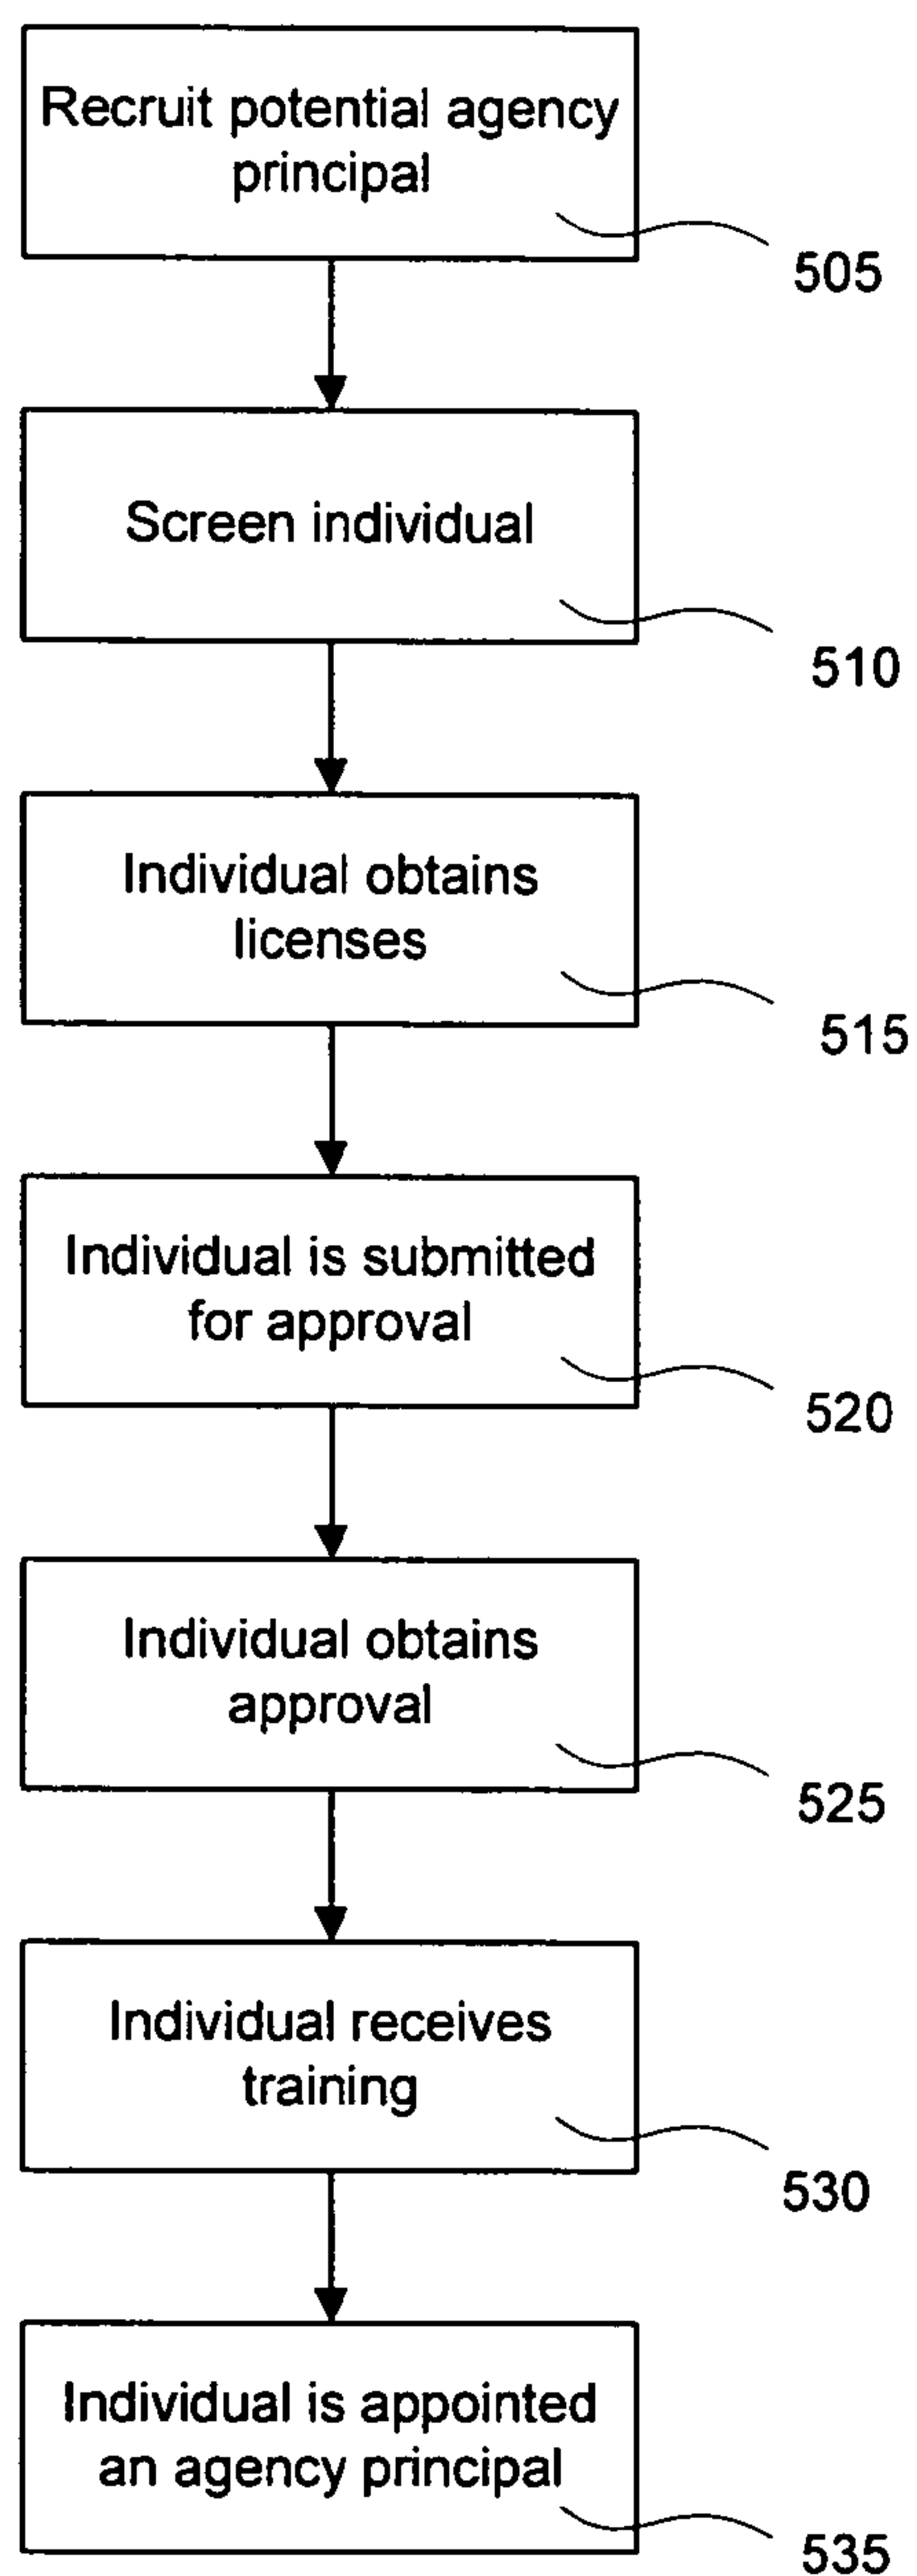 Recruit potential agency
principal
505
Screen individual
510
Individual obtains
licenses
515
Individual is submitted
for approval
520
Individual obtains
approval
525
Individual receives
training
530
Individual is appointed
an agency principal
535